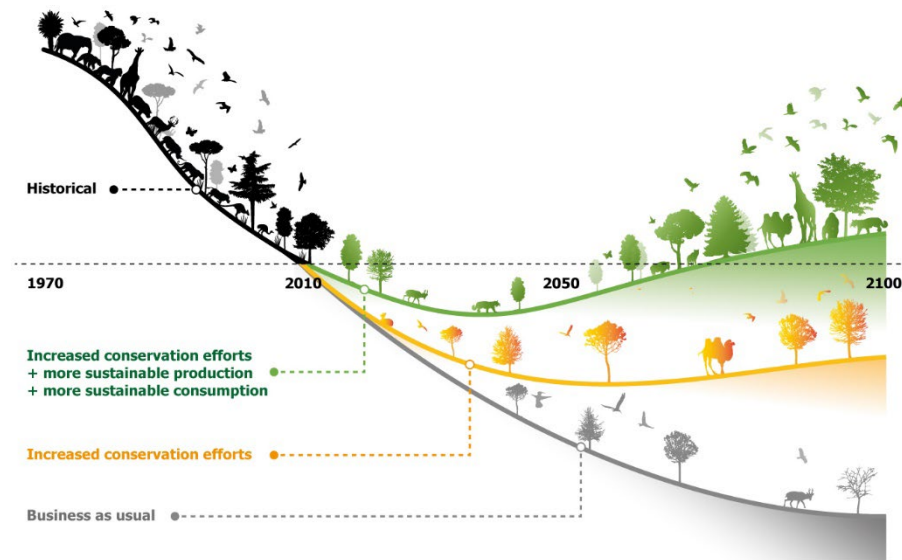 Historical
1970 2010 2050 2100
Increased conservation efforts
+ more sustainable production
+ more sustainable consumption
Increased conservation efforts
Business as usual